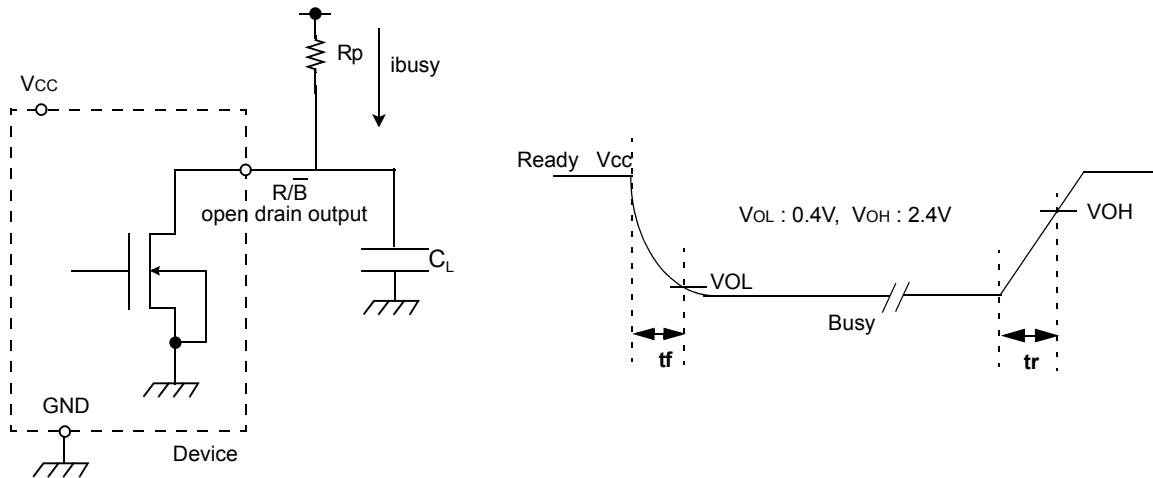 Rp
ibusy
VCC
R/B̅
open drain output
CL
GND
Device
Ready Vcc
VOL : 0.4V, VOH : 2.4V
VOH
VOL
Busy
tf
tr